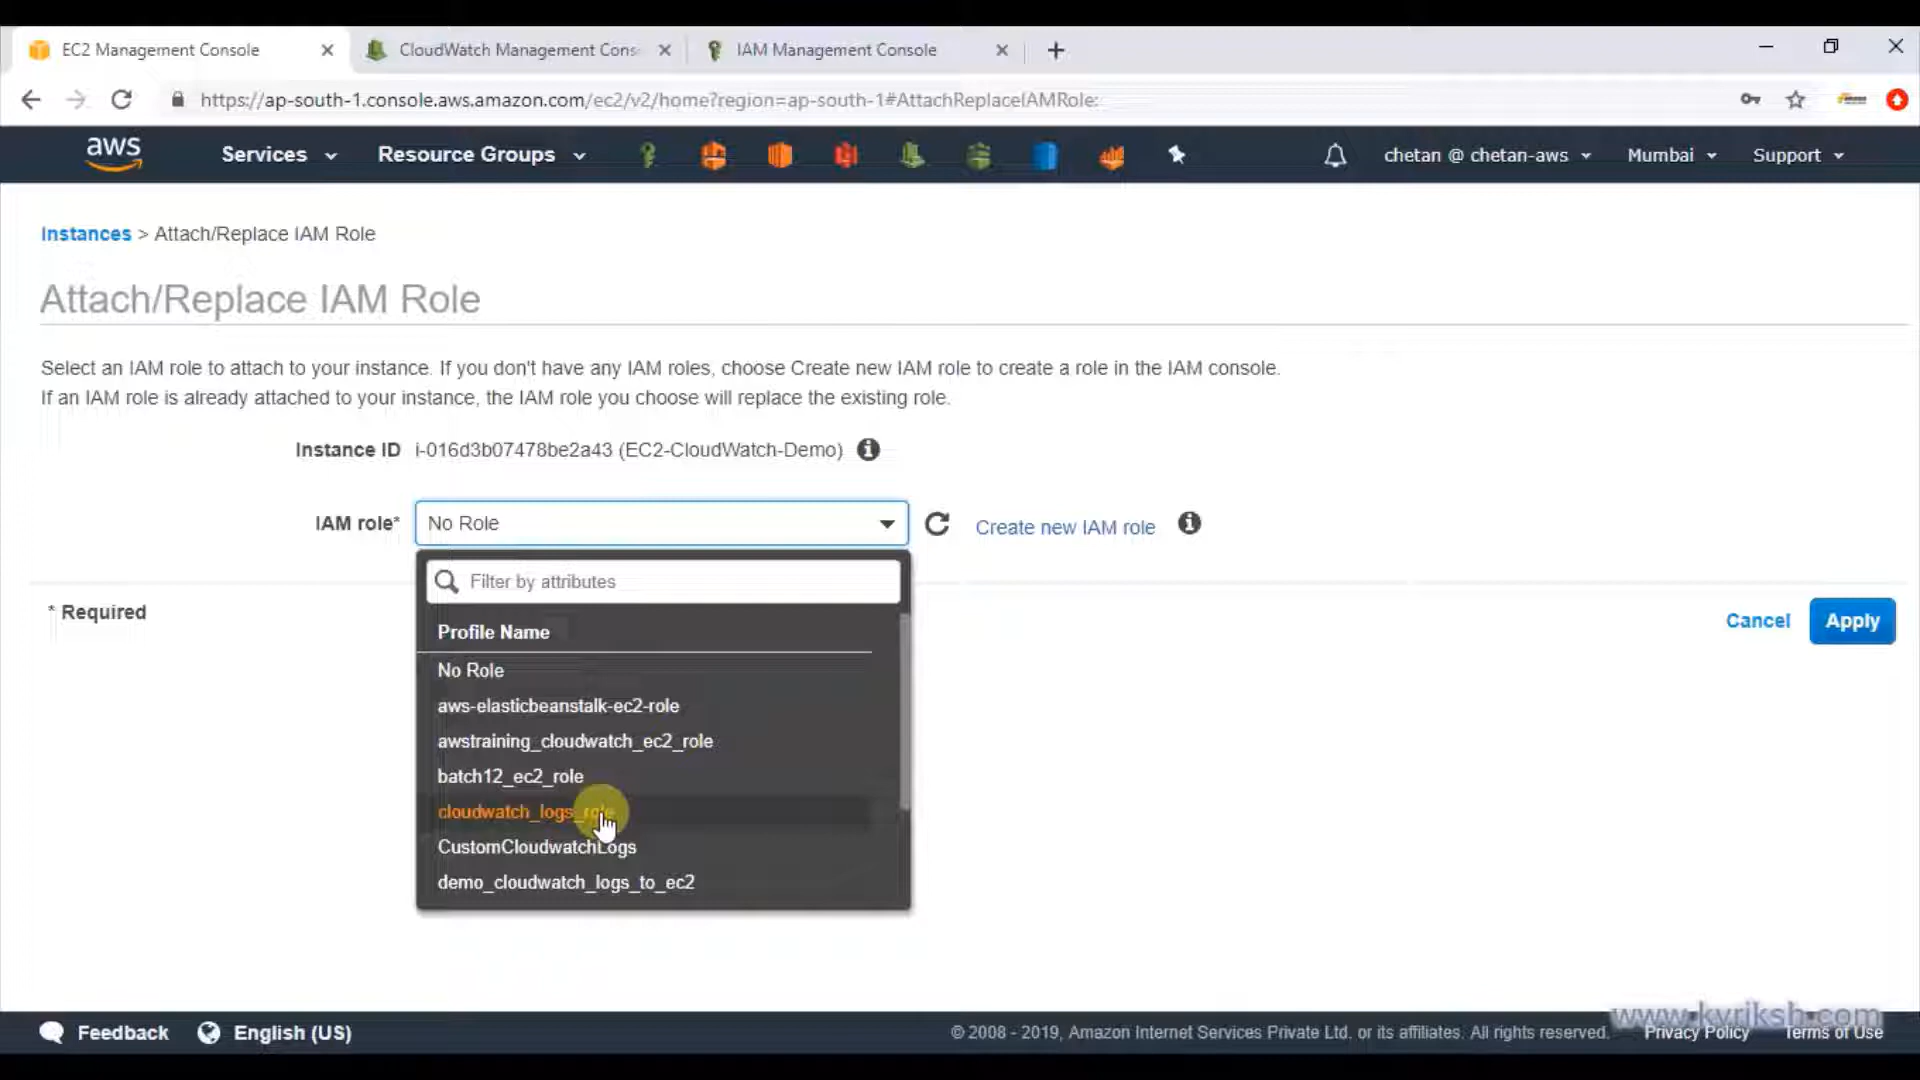 EC2 Management Console
CloudWatch Management Cons
IAM Management Console
https://ap-south-1.console.aws.amazon.com/ec2/v2/home?region=ap-south-1#AttachReplaceIAMRole:
aws
Services
Resource Groups
chetan @ chetan-aws
Mumbai
Support
Instances > Attach/Replace IAM Role
Attach/Replace IAM Role
Select an IAM role to attach to your instance. If you don't have any IAM roles, choose Create new IAM role to create a role in the IAM console.
If an IAM role is already attached to your instance, the IAM role you choose will replace the existing role.
Instance ID i-016d3b07478be2a43 (EC2-CloudWatch-Demo)
IAM role* No Role
Create new IAM role
Filter by attributes
* Required
Cancel
Apply
Profile Name
No Role
aws-elasticbeanstalk-ec2-role
awstraining_cloudwatch_ec2_role
batch12_ec2_role
cloudwatch_logs_role
CustomCloudwatchLogs
demo_cloudwatch_logs_to_ec2
www.kvriksh.com
Feedback
English (US)
© 2008 - 2019, Amazon Internet Services Private Ltd. or its affiliates. All rights reserved.
Privacy Policy
Terms of Use